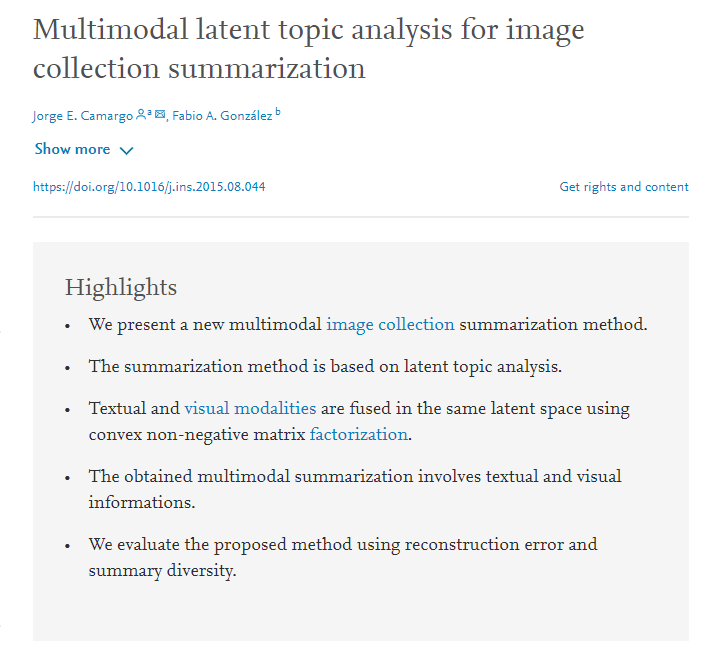 Multimodal latent topic analysis for image
collection summarization
Jorge E. Camargo a, Fabio A. González b
Show more
https://doi.org/10.1016/j.ins.2015.08.044
Get rights and content
Highlights
• We present a new multimodal image collection summarization method.
• The summarization method is based on latent topic analysis.
• Textual and visual modalities are fused in the same latent space using
convex non-negative matrix factorization.
• The obtained multimodal summarization involves textual and visual
informations.
• We evaluate the proposed method using reconstruction error and
summary diversity.